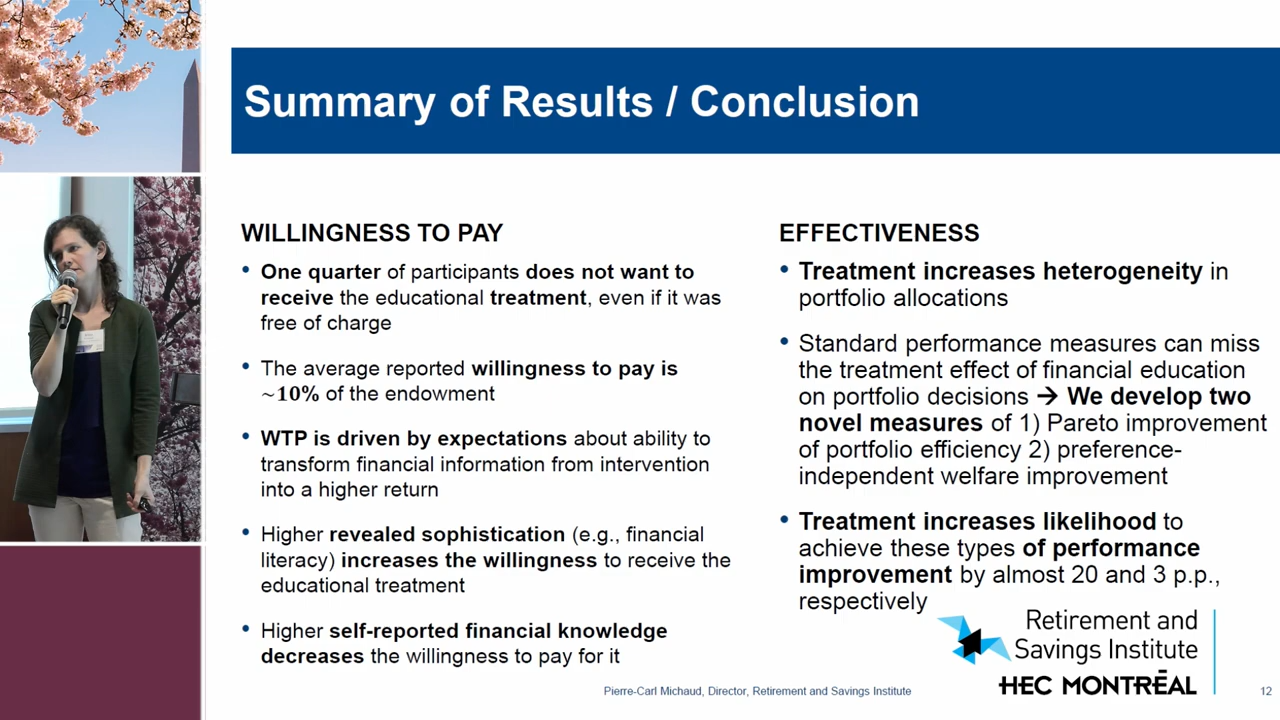 Summary of Results / Conclusion
WILLINGNESS TO PAY
• One quarter of participants does not want to
receive the educational treatment, even if it was
free of charge
• The average reported willingness to pay is
~10% of the endowment
• WTP is driven by expectations about ability to
transform financial information from intervention
into a higher return
• Higher revealed sophistication (e.g., financial
literacy) increases the willingness to receive the
educational treatment
• Higher self-reported financial knowledge
decreases the willingness to pay for it
EFFECTIVENESS
• Treatment increases heterogeneity in
portfolio allocations
• Standard performance measures can miss
the treatment effect of financial education
on portfolio decisions → We develop two
novel measures of 1) Pareto improvement
of portfolio efficiency 2) preference-
independent welfare improvement
• Treatment increases likelihood to
achieve these types of performance
improvement by almost 20 and 3 p.p.,
respectively
Retirement and
Savings Institute
HEC MONTRĒAL
Pierre-Carl Michaud, Director, Retirement and Savings Institute
12